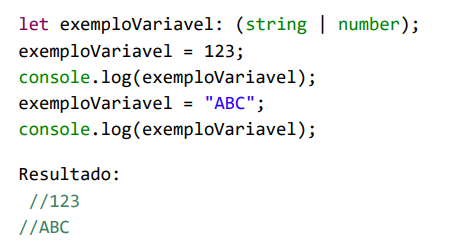 let exemploVariavel: (string | number);
exemploVariavel = 123;
console.log(exemploVariavel);
exemploVariavel = "ABC";
console.log(exemploVariavel);
Resultado:
//123
//ABC